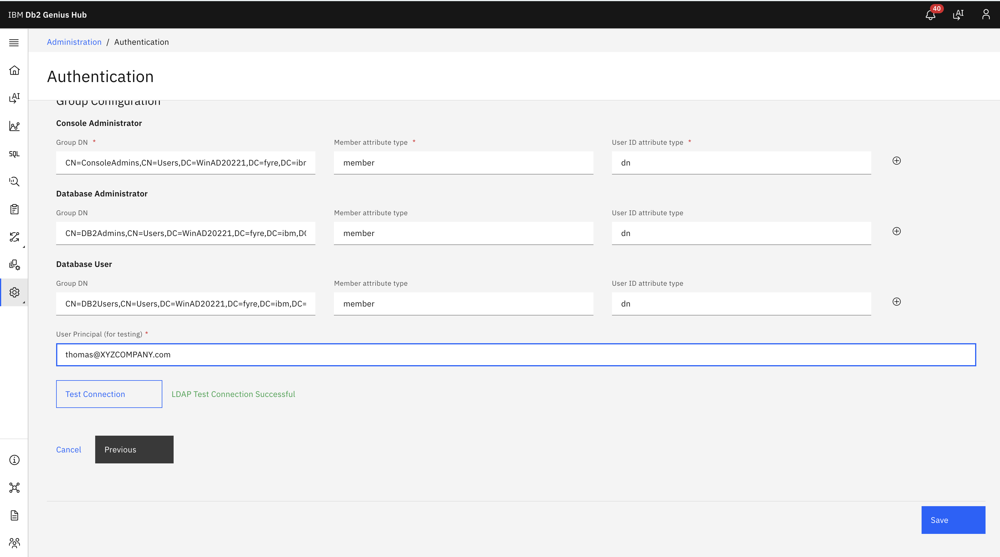 IBM Db2 Genius Hub
40
AI
Administration / Authentication
Authentication
AI
SQL
Group Configuration
Console Administrator
Group DN * Member attribute type * User ID attribute type *
CN=ConsoleAdmins,CN=Users,DC=WinAD20221,DC=fyre,DC=ibr member dn
Database Administrator
Group DN Member attribute type User ID attribute type
CN=DB2Admins,CN=Users,DC=WinAD20221,DC=fyre,DC=ibm,DC member dn
Database User
Group DN Member attribute type User ID attribute type
CN=DB2Users,CN=Users,DC=WinAD20221,DC=fyre,DC=ibm,DC= member dn
User Principal (for testing) *
thomas@XYZCOMPANY.com
Test Connection LDAP Test Connection Successful
Cancel Previous
Save